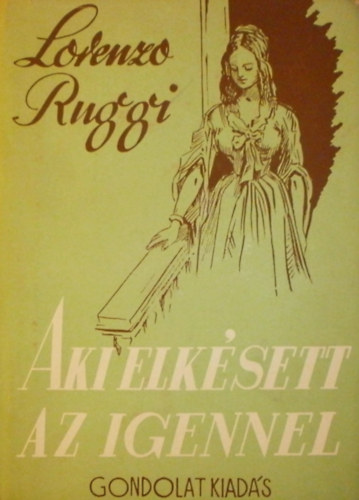 Lorenzo
Ruggi
AKI ELKÉSETT
AZ IGENNEL
GONDOLAT KIADÁS